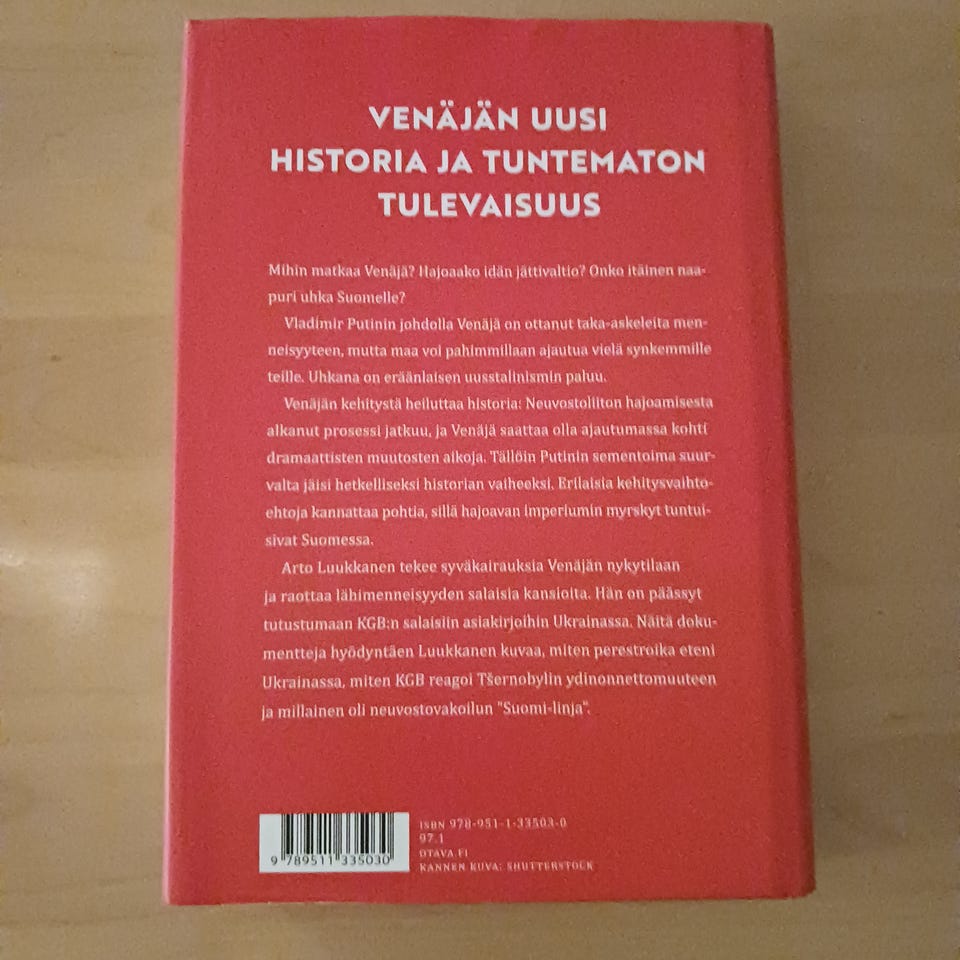 VENÄJÄN UUSI
HISTORIA JA TUNTEMATON
TULEVAISUUS
Mihin matkaa Venäjä? Hajoaako idän jättivaltio? Onko itäinen naa-
puri uhka Suomelle?
Vladimir Putinin johdolla Venäjä on ottanut taka-askeleita men-
neisyyteen, mutta maa voi pahimmillaan ajautua vielä synkemmille
teille. Uhkana on eräänlaisen uusstalinismin paluu.
Venäjän kehitystä heiluttaa historia: Neuvostoliiton hajoamisesta
alkanut prosessi jatkuu, ja Venäjä saattaa olla ajautumassa kohti
dramaattisten muutosten aikoja. Tällöin Putinin sementoima suur-
valta jäisi hetkelliseksi historian vaiheeksi. Erilaisia kehitysvaihto-
ehtoja kannattaa pohtia, sillä hajoavan imperiumin myrskyt tuntui-
sivat Suomessa.
Arto Luukkanen tekee syväkairauksia Venäjän nykytilaan
ja raottaa lähimenneisyyden salaisia kansioita. Hän on päässyt
tutustumaan KGB:n salaisiin asiakirjoihin Ukrainassa. Näitä doku-
mentteja hyödyntäen Luukkanen kuvaa, miten perestroika eteni
Ukrainassa, miten KGB reagoi Tšernobylin ydinonnettomuuteen
ja millainen oli neuvostovakoilun "Suomi-linja".
ISBN 978-951-1-33503-0
97.1
OTAVA.FI
KANNEN KUVA: SHUTTERSTOCK
9 789511 335030